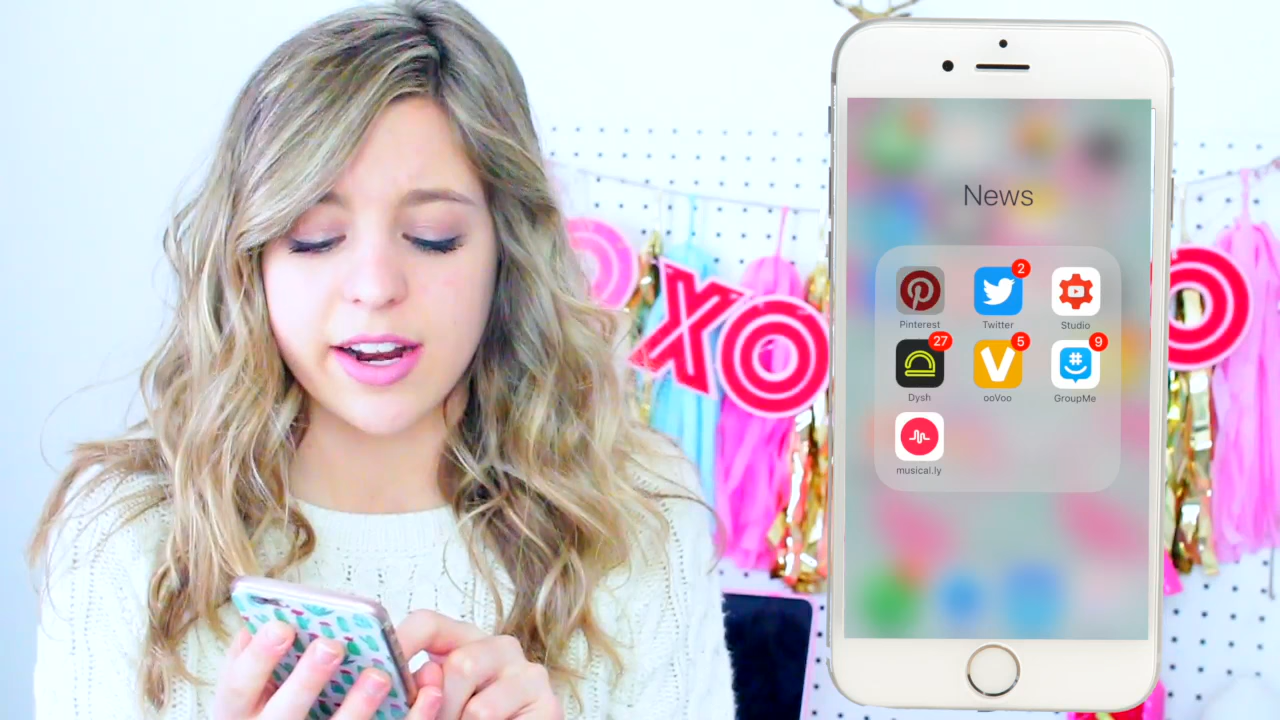 XO
O
News
2
Pinterest
Twitter
Studio
27
5
9
Dysh
ooVoo
GroupMe
musical.ly